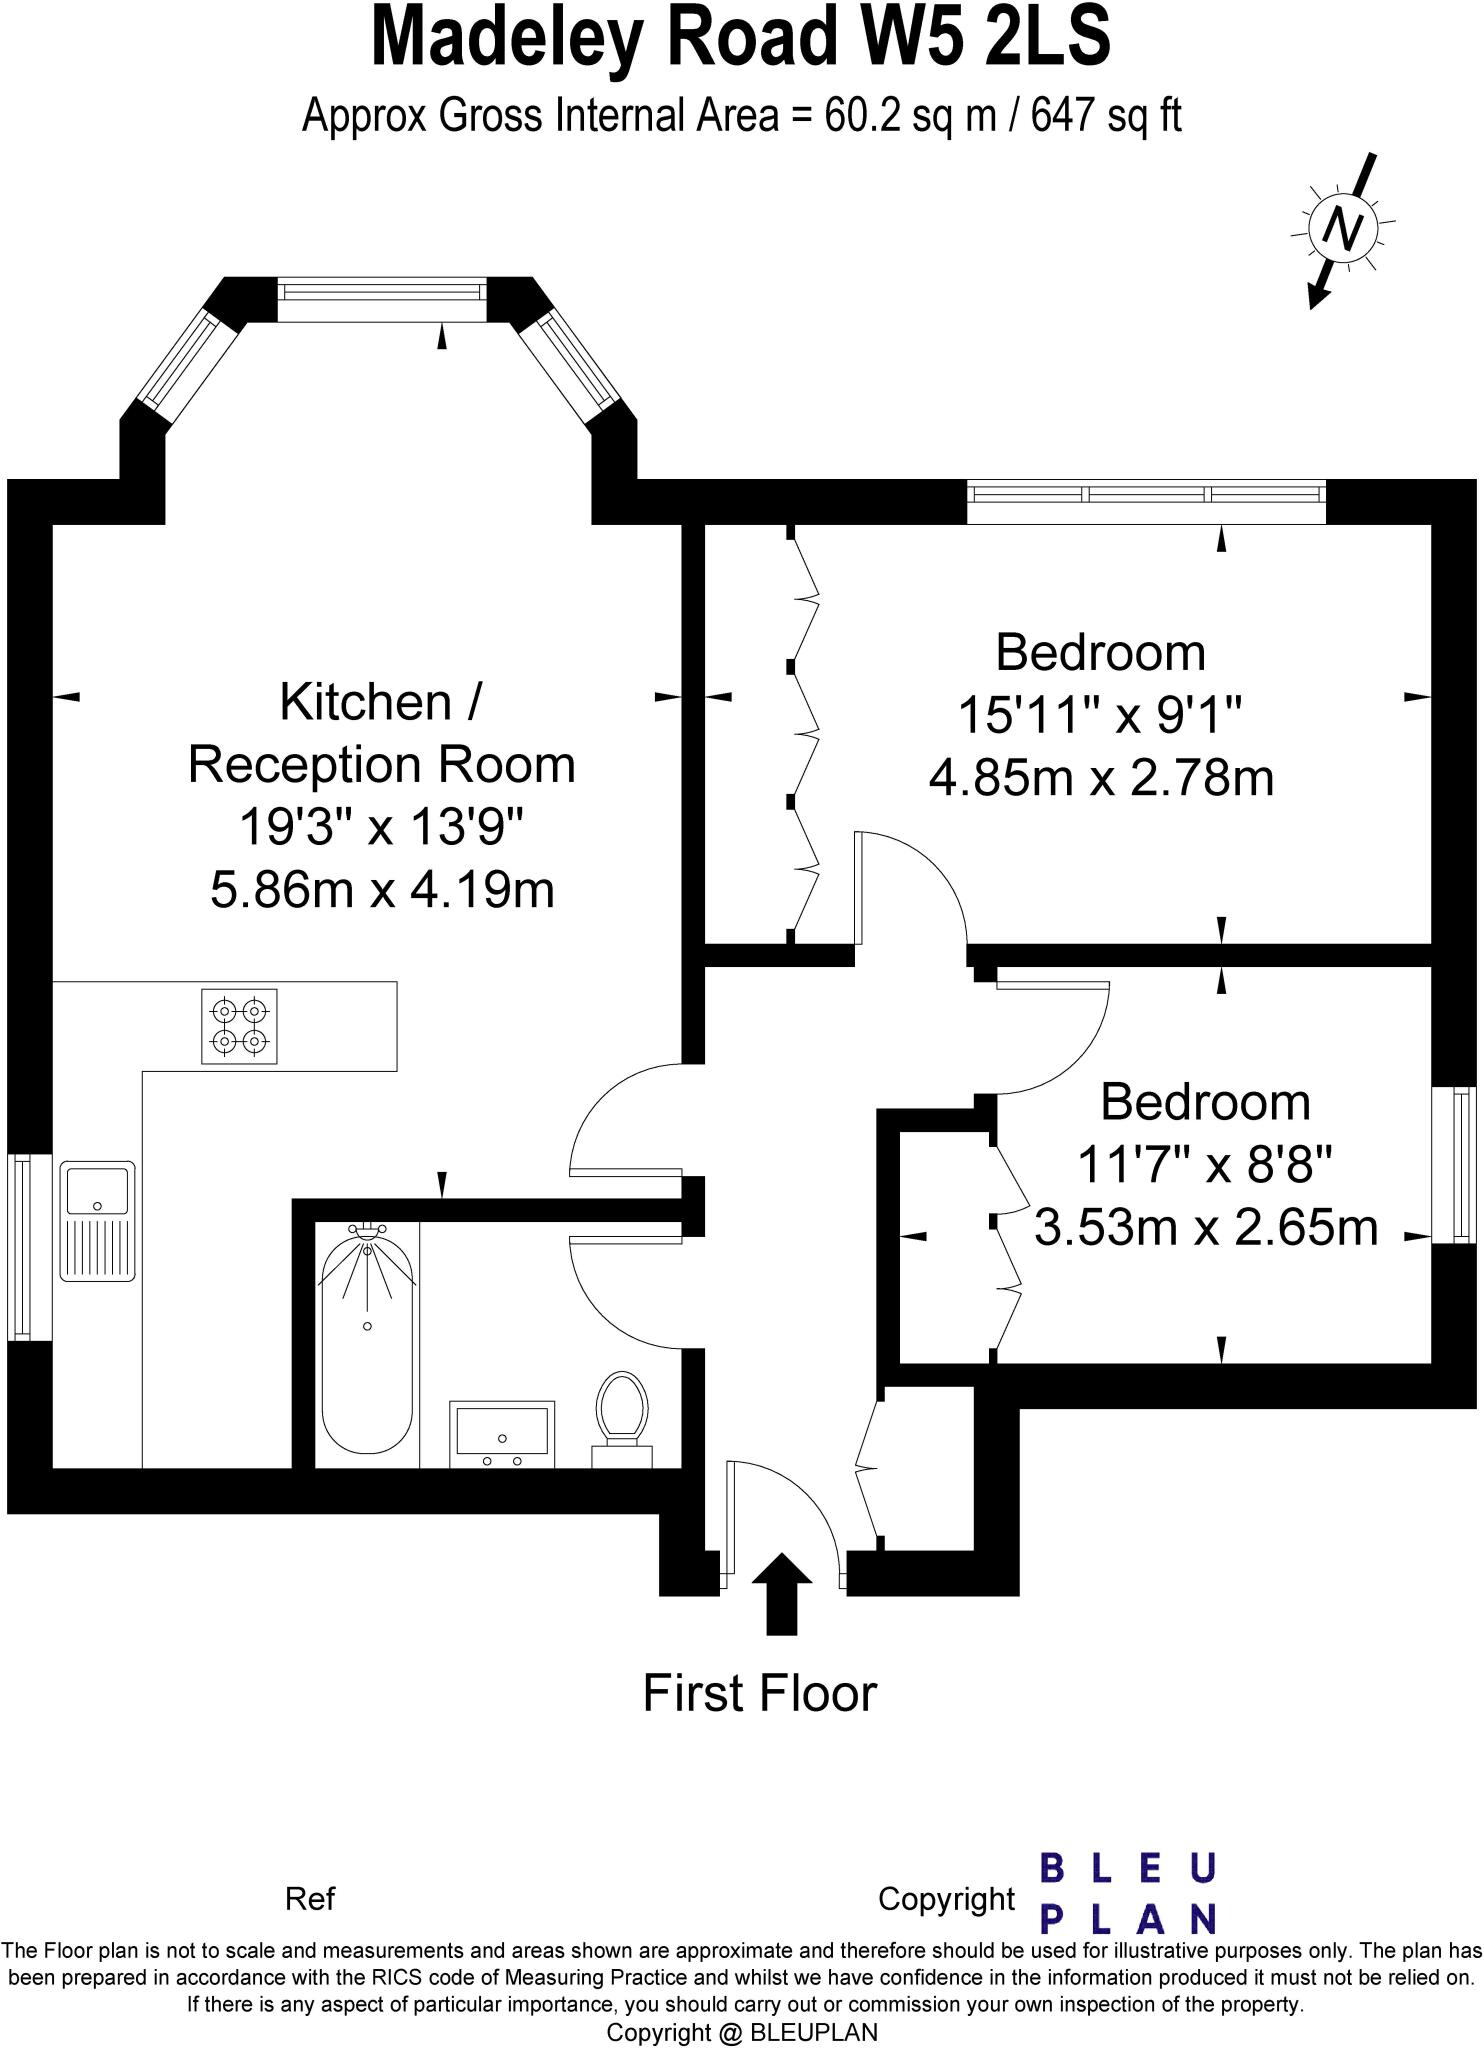 Madeley Road W5 2LS
Approx Gross Internal Area = 60.2 sq m / 647 sq ft
N
Kitchen /
Reception Room
19'3" x 13'9"
5.86m x 4.19m
Bedroom
15'11" x 9'1"
4.85m x 2.78m
Bedroom
11'7" x 8'8"
3.53m x 2.65m
First Floor
Ref
Copyright
BLEU
PLAN
The Floor plan is not to scale and measurements and areas shown are approximate and therefore should be used for illustrative purposes only. The plan has
been prepared in accordance with the RICS code of Measuring Practice and whilst we have confidence in the information produced it must not be relied on.
If there is any aspect of particular importance, you should carry out or commission your own inspection of the property.
Copyright @ BLEUPLAN